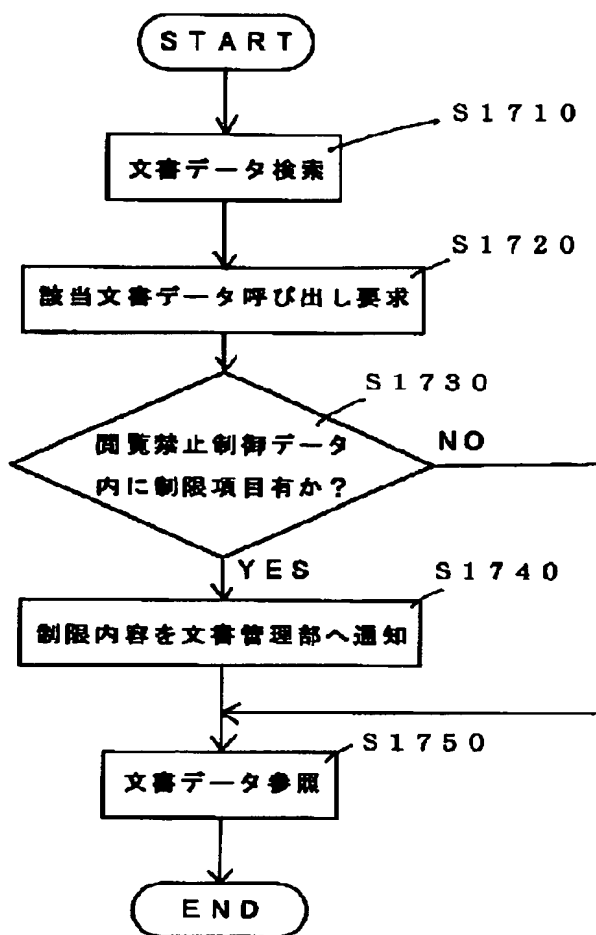 START
S1710
文書データ検索
S1720
該当文書データ呼び出し要求
S1730
閲覧禁止制御データ
内に制限項目有か？
NO
YES
S1740
制限内容を文書管理部へ通知
S1750
文書データ参照
END